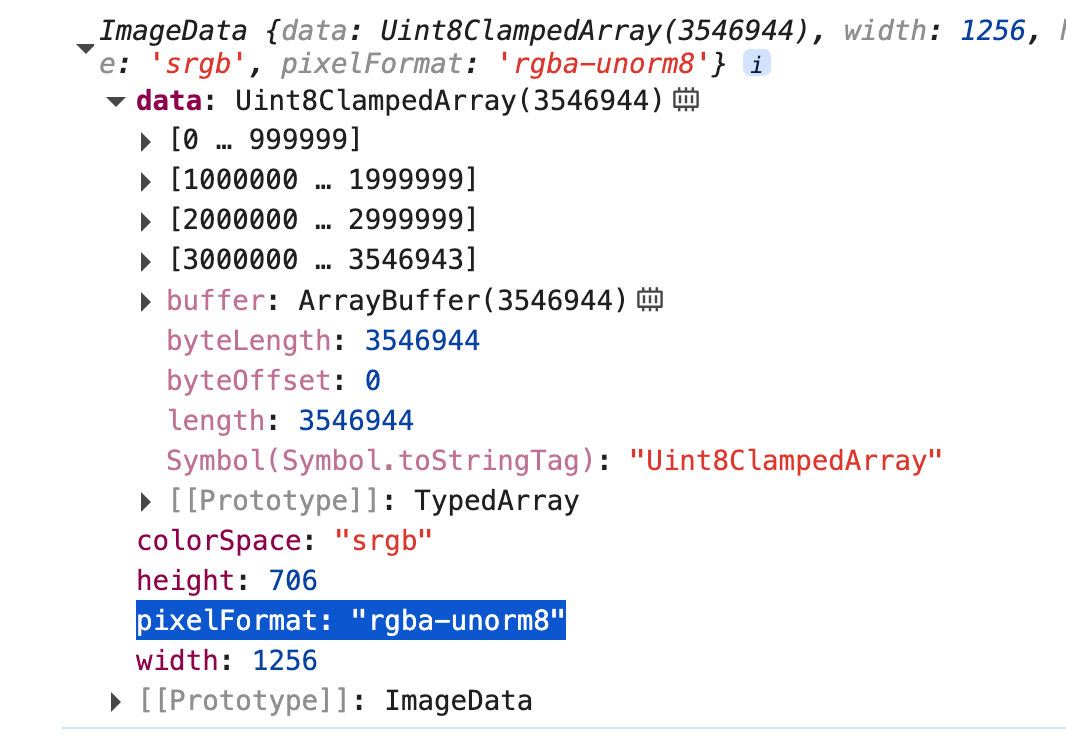 ImageData {data: Uint8ClampedArray(3546944), width: 1256,
e: 'srgb', pixelFormat: 'rgba-unorm8'} i
data: Uint8ClampedArray(3546944)
[0 … 999999]
[1000000 … 1999999]
[2000000 … 2999999]
[3000000 … 3546943]
buffer: ArrayBuffer(3546944)
byteLength: 3546944
byteOffset: 0
length: 3546944
Symbol(Symbol.toStringTag): "Uint8ClampedArray"
[[Prototype]]: TypedArray
colorSpace: "srgb"
height: 706
pixelFormat: "rgba-unorm8"
width: 1256
[[Prototype]]: ImageData